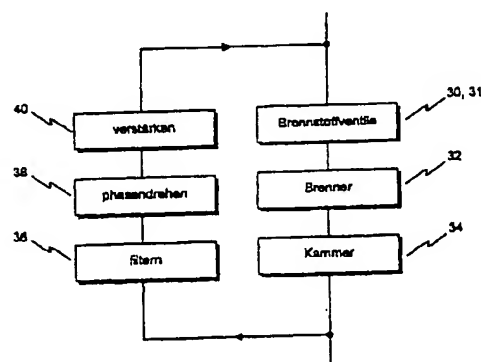 40
verstärken
38
phasendrehen
36
filtern
30, 31
Brennstoffventile
32
Brenner
34
Kammer